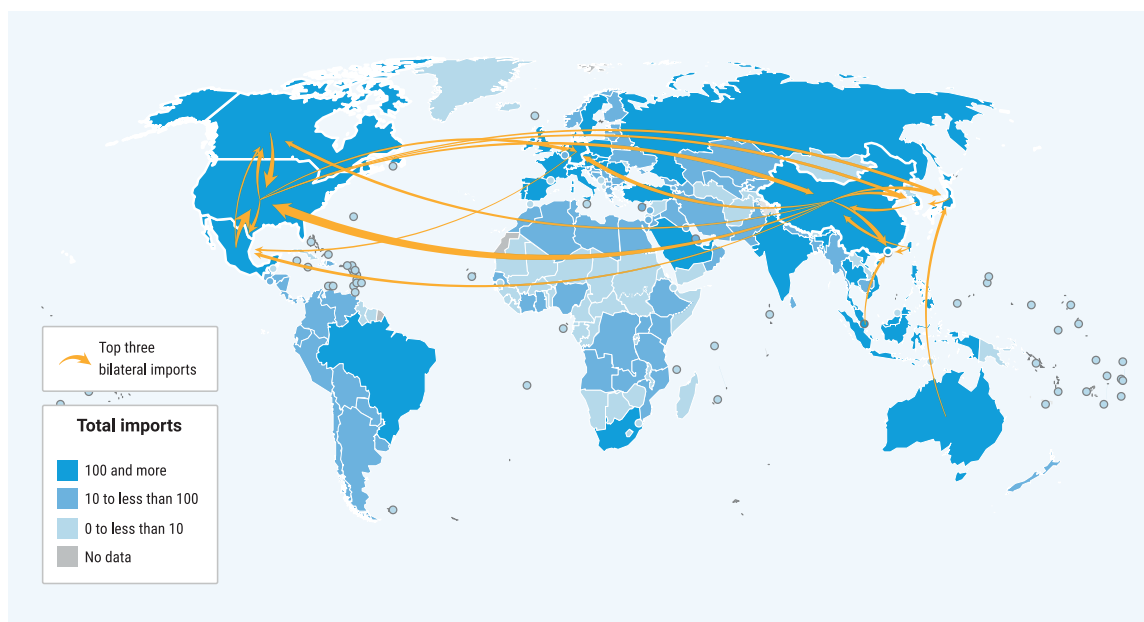 Top three
bilateral imports
Total imports
100 and more
10 to less than 100
0 to less than 10
No data